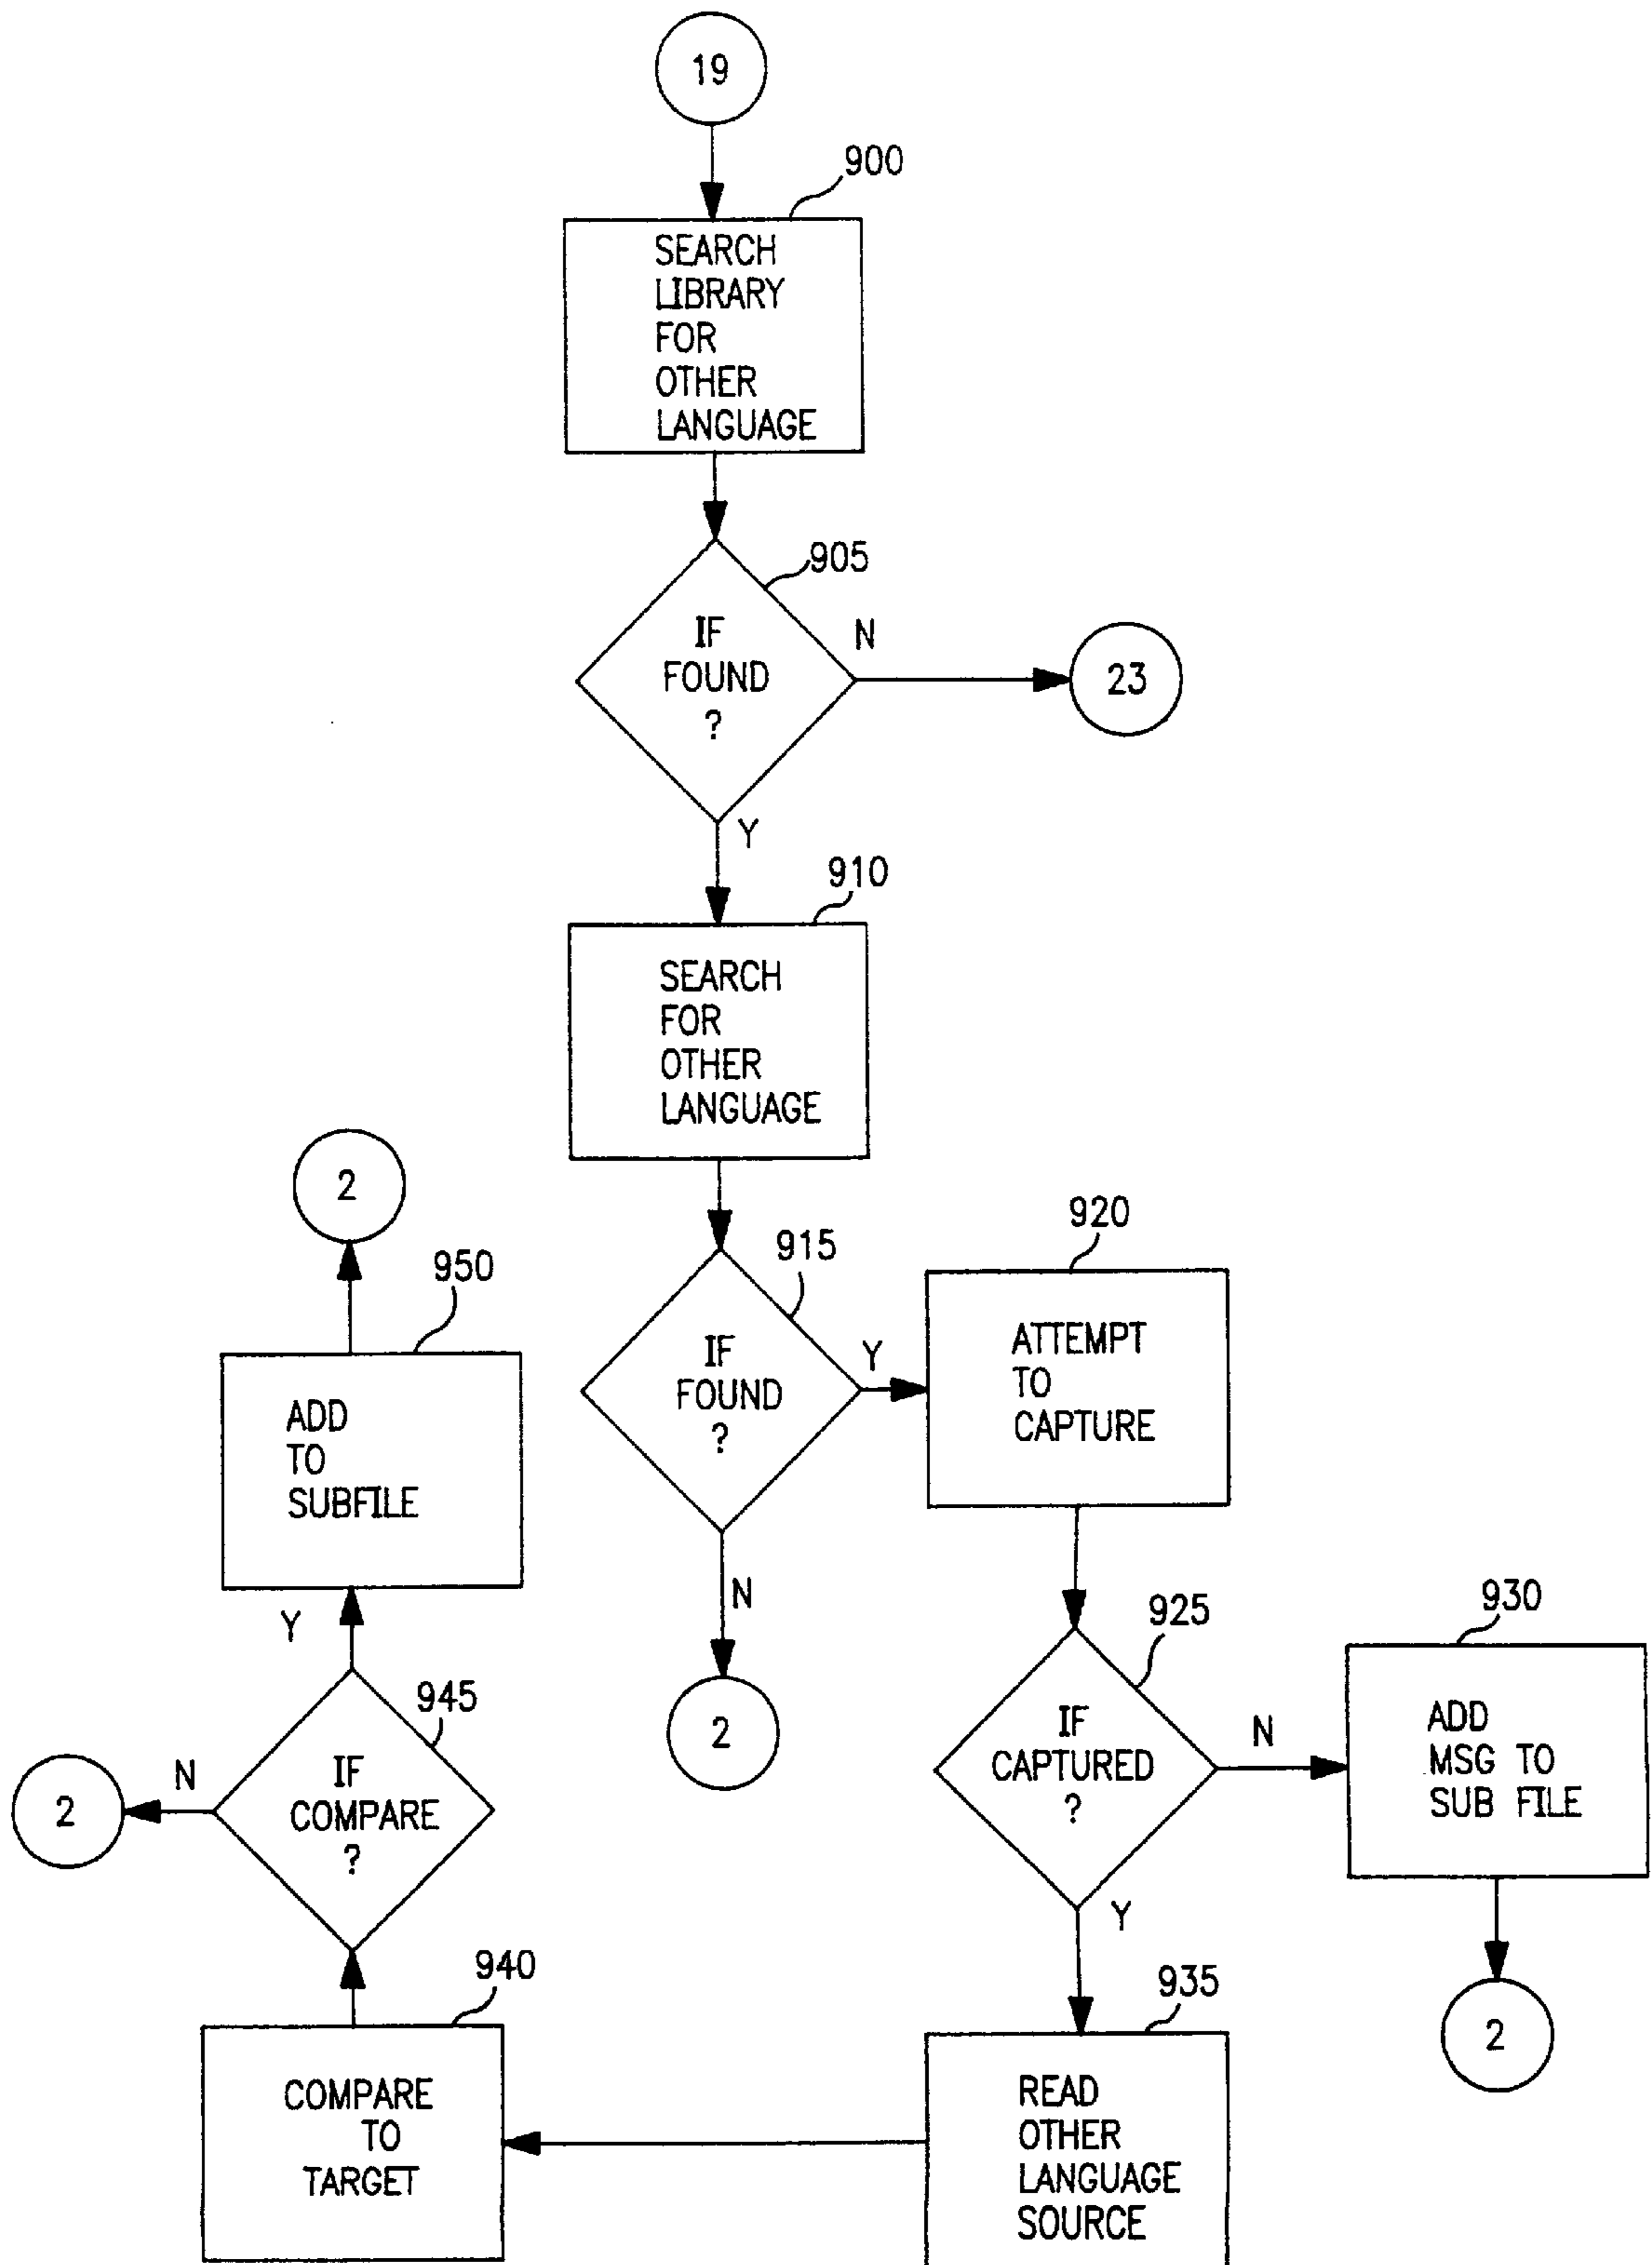 19
900
SEARCH
LIBRARY
FOR
OTHER
LANGUAGE
905
IF
FOUND
?
N
23
Y
910
SEARCH
FOR
OTHER
LANGUAGE
2
950
ADD
TO
SUBFILE
915
IF
FOUND
?
Y
N
2
920
ATTEMPT
TO
CAPTURE
925
IF
CAPTURED
?
N
930
ADD
MSG TO
SUB FILE
2
Y
935
READ
OTHER
LANGUAGE
SOURCE
940
COMPARE
TO
TARGET
945
IF
COMPARE
?
Y
N
2